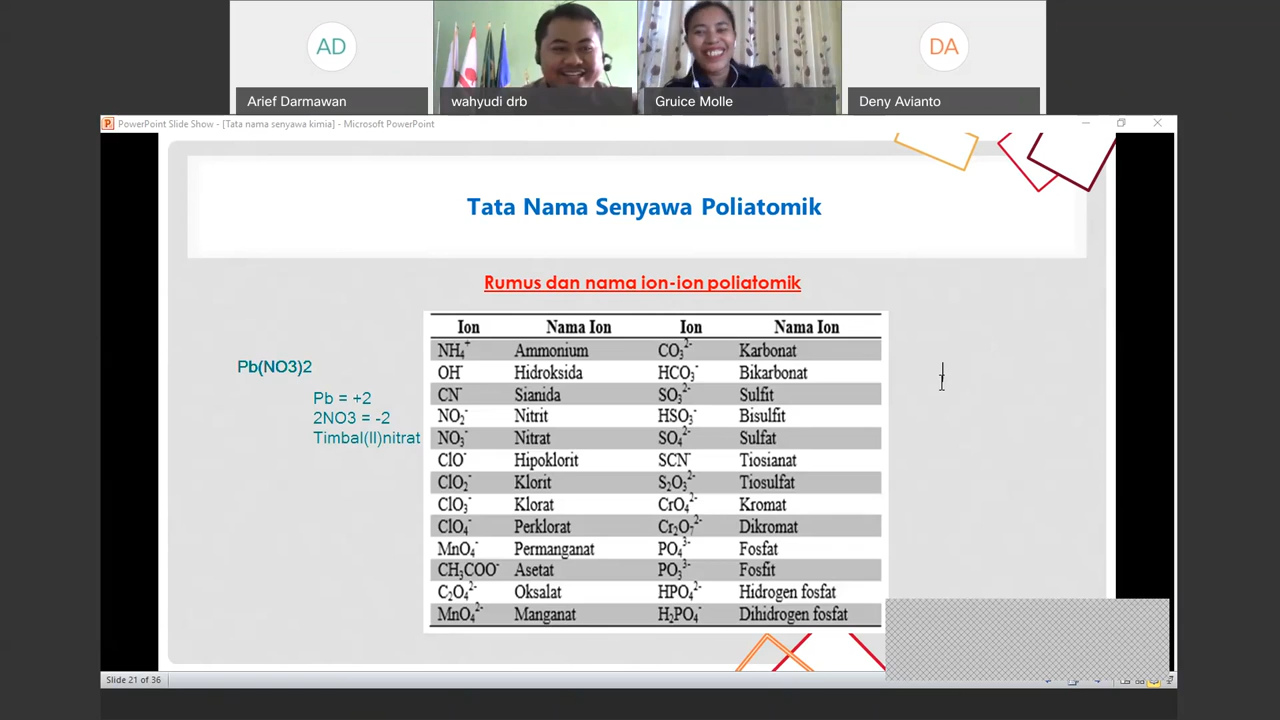 AD
DA
Arief Darmawan
wahyudi drb
Gruice Molle
Deny Avianto
PowerPoint Slide Show - [Tata nama senyawa kimia] - Microsoft PowerPoint
Tata Nama Senyawa Poliatomik
Rumus dan nama ion-ion poliatomik
Pb(NO3)2
Pb = +2
2NO3 = -2
Timbal(II)nitrat
Ion Nama Ion Ion Nama Ion
NH₄⁺ Ammonium CO₃²⁻ Karbonat
OH⁻ Hidroksida HCO₃⁻ Bikarbonat
CN⁻ Sianida SO₃²⁻ Sulfit
NO₂⁻ Nitrit HSO₃⁻ Bisulfit
NO₃⁻ Nitrat SO₄²⁻ Sulfat
ClO⁻ Hipoklorit SCN⁻ Tiosianat
ClO₂⁻ Klorit S₂O₃²⁻ Tiosulfat
ClO₃⁻ Klorat CrO₄²⁻ Kromat
ClO₄⁻ Perklorat Cr₂O₇²⁻ Dikromat
MnO₄⁻ Permanganat PO₄³⁻ Fosfat
CH₃COO⁻ Asetat PO₃³⁻ Fosfit
C₂O₄²⁻ Oksalat HPO₄²⁻ Hidrogen fosfat
MnO₄²⁻ Manganat H₂PO₄⁻ Dihidrogen fosfat
Slide 21 of 36